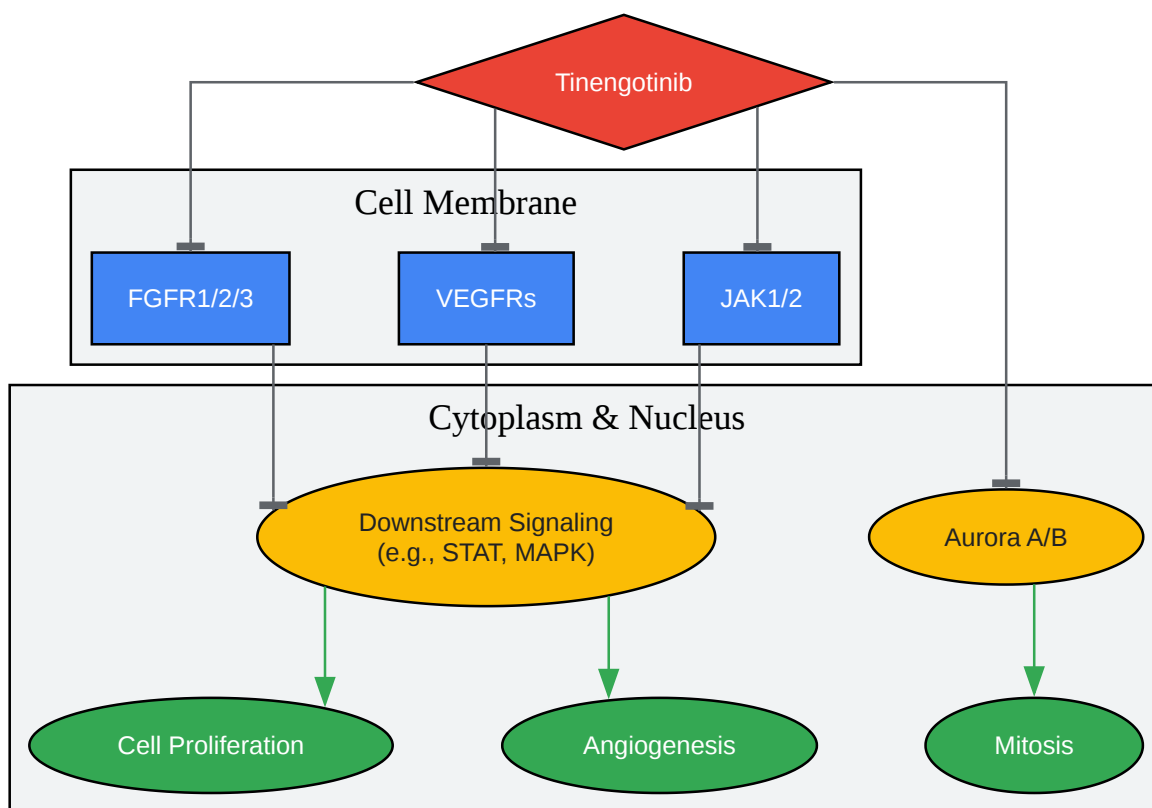 Tinengotinib
Cell Membrane
FGFR1/2/3
VEGFRs
JAK1/2
Cytoplasm & Nucleus
Downstream Signaling
(e.g., STAT, MAPK)
Aurora A/B
Cell Proliferation
Angiogenesis
Mitosis